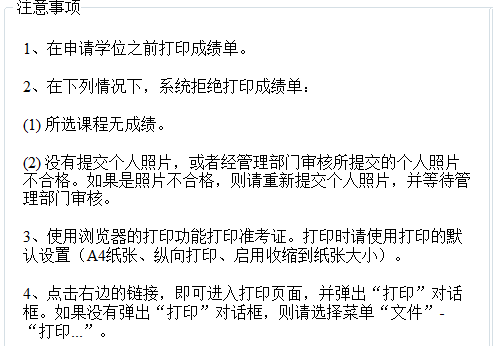 注意事项
1、在申请学位之前打印成绩单。
2、在下列情况下，系统拒绝打印成绩单：
(1) 所选课程无成绩。
(2) 没有提交个人照片，或者经管理部门审核所提交的个人照片
不合格。如果是照片不合格，则请重新提交个人照片，并等待管
理部门审核。
3、使用浏览器的打印功能打印准考证。打印时请使用打印的默
认设置（A4纸张、纵向打印、启用收缩到纸张大小）。
4、点击右边的链接，即可进入打印页面，并弹出“打印”对话
框。如果没有弹出“打印”对话框，则请选择菜单“文件”-
“打印...”。